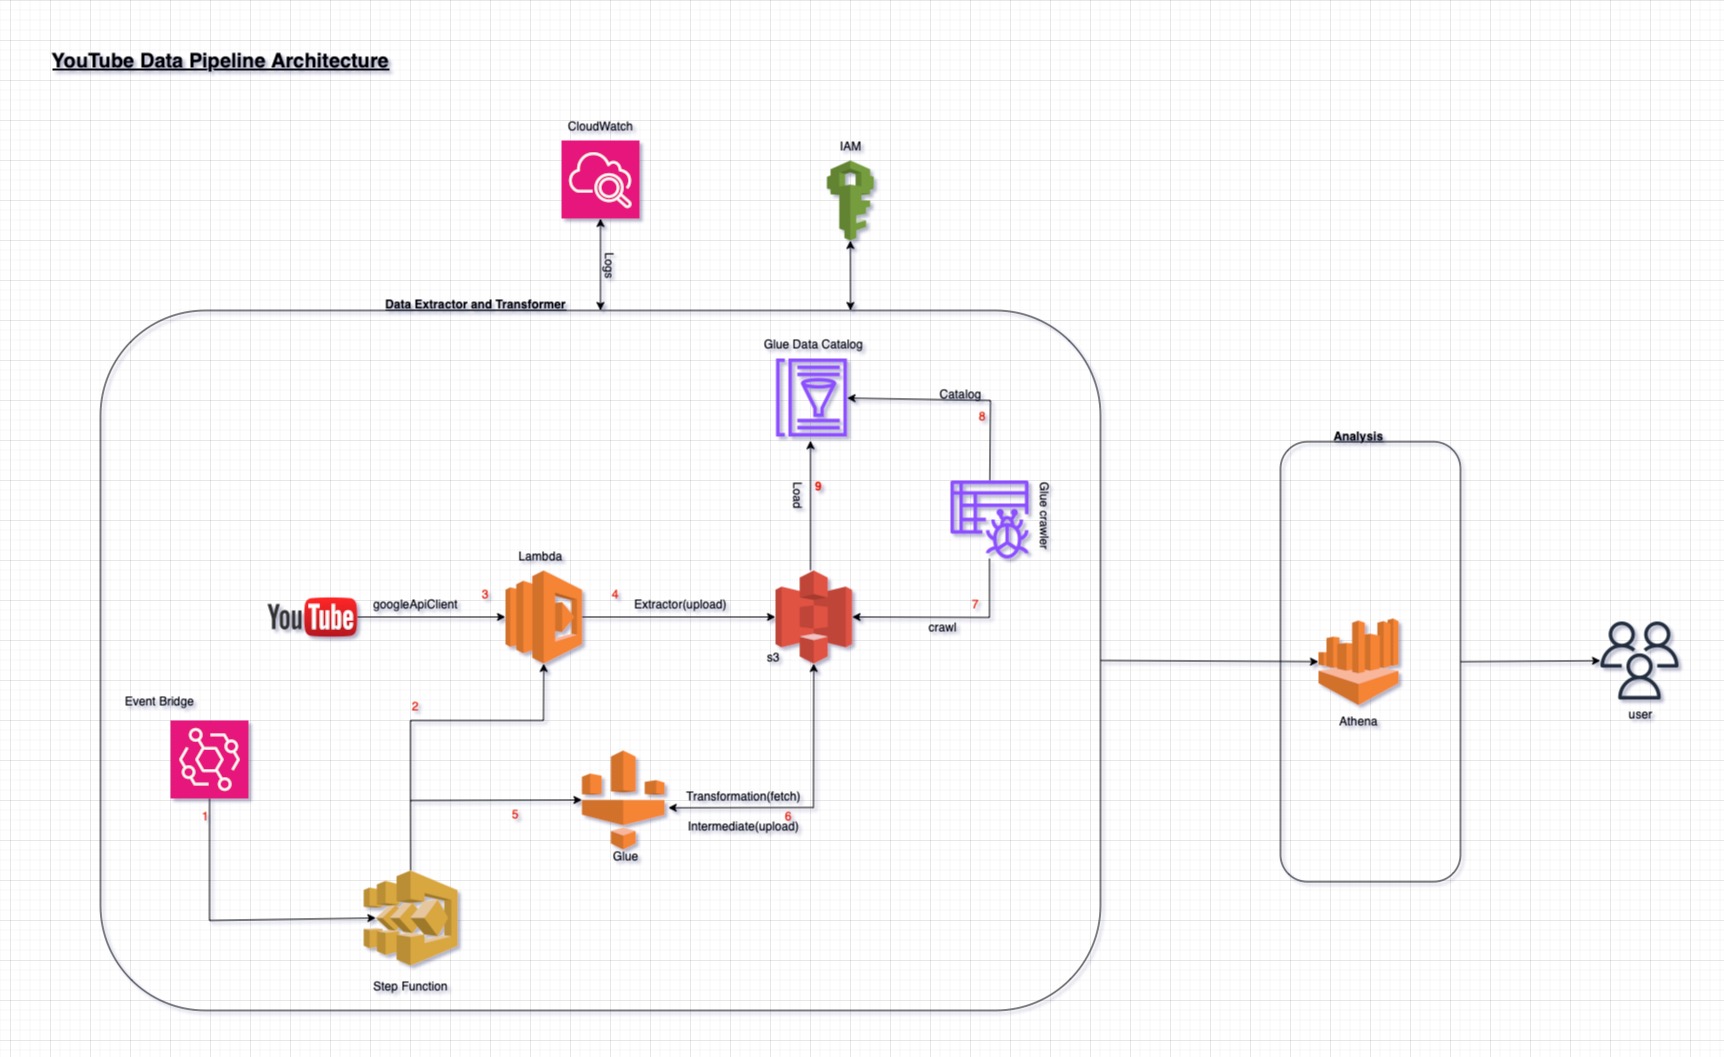 YouTube Data Pipeline Architecture
CloudWatch
IAM
Logs
Data Extractor and Transformer
Glue Data Catalog
Catalog
8
Analysis
Load
9
Glue crawler
Lambda
YouTube
googleApiClient
3
4
Extractor(upload)
7
crawl
s3
Event Bridge
2
Athena
user
1
5
Transformation(fetch)
6
Intermediate(upload)
Glue
Step Function